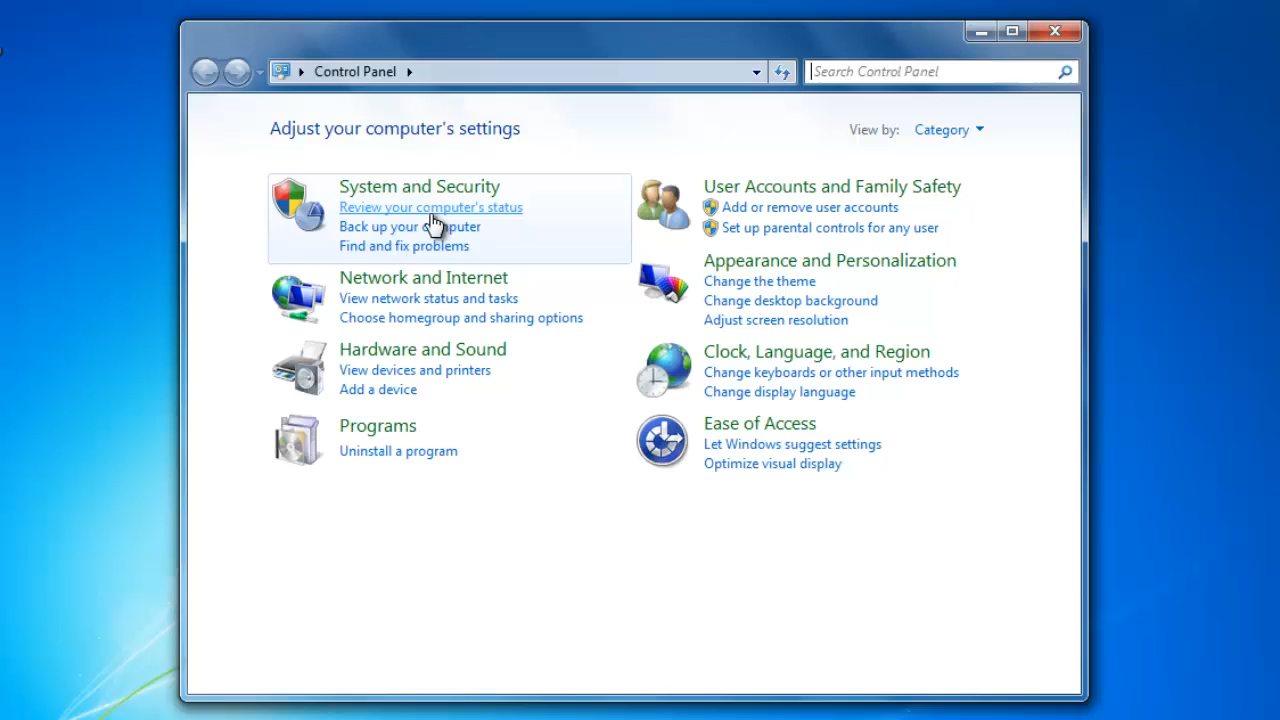 Control Panel
Search Control Panel
Adjust your computer's settings
View by: Category
System and Security
Review your computer's status
Back up your computer
Find and fix problems
Network and Internet
View network status and tasks
Choose homegroup and sharing options
Hardware and Sound
View devices and printers
Add a device
Programs
Uninstall a program
User Accounts and Family Safety
Add or remove user accounts
Set up parental controls for any user
Appearance and Personalization
Change the theme
Change desktop background
Adjust screen resolution
Clock, Language, and Region
Change keyboards or other input methods
Change display language
Ease of Access
Let Windows suggest settings
Optimize visual display